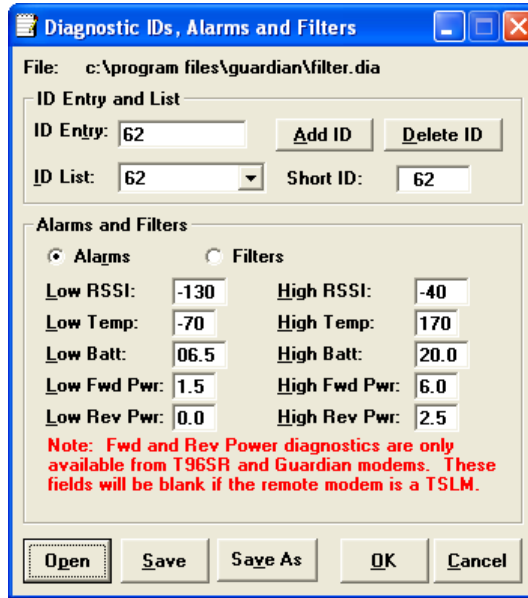 Diagnostic IDs, Alarms and Filters
File: c:\program files\guardian\filter.dia
ID Entry and List
ID Entry: 62 Add ID Delete ID
ID List: 62 Short ID: 62
Alarms and Filters
Alarms Filters
Low RSSI: -130 High RSSI: -40
Low Temp: -70 High Temp: 170
Low Batt: 06.5 High Batt: 20.0
Low Fwd Pwr: 1.5 High Fwd Pwr: 6.0
Low Rev Pwr: 0.0 High Rev Pwr: 2.5
Note: Fwd and Rev Power diagnostics are only
available from T96SR and Guardian modems. These
fields will be blank if the remote modem is a TSLM.
Open Save Save As OK Cancel